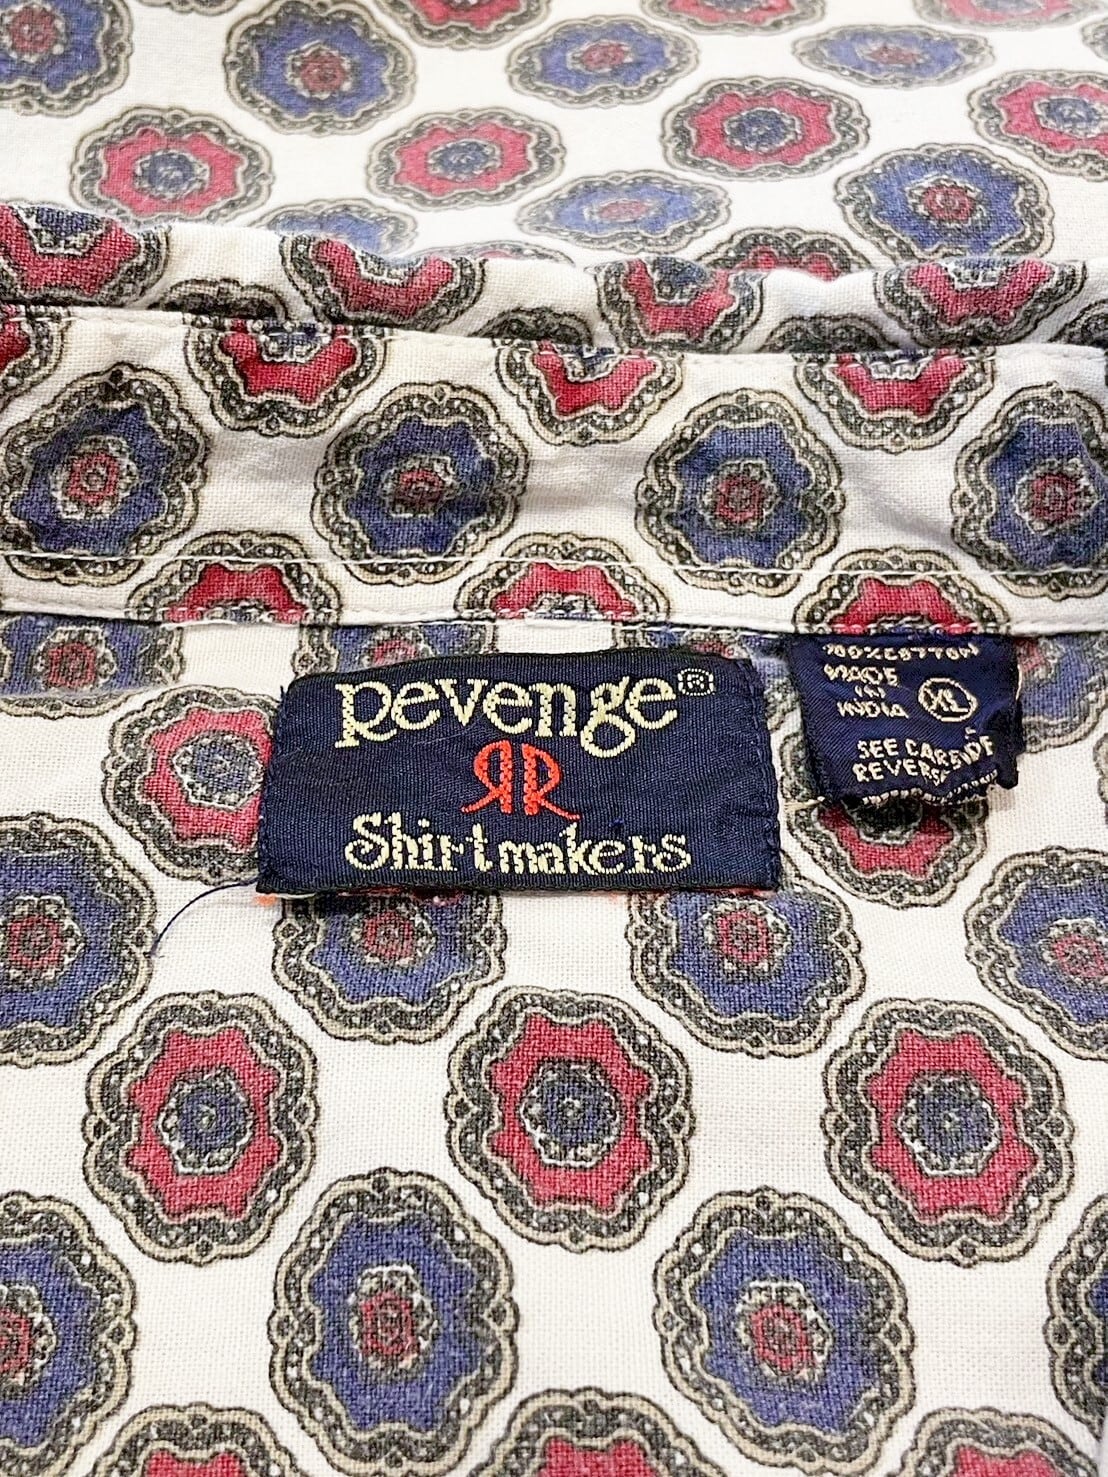 Revenge®
RR
Shirtmakers
100% COTTON
MADE
IN
INDIA
XL
SEE CARE
REVERSE